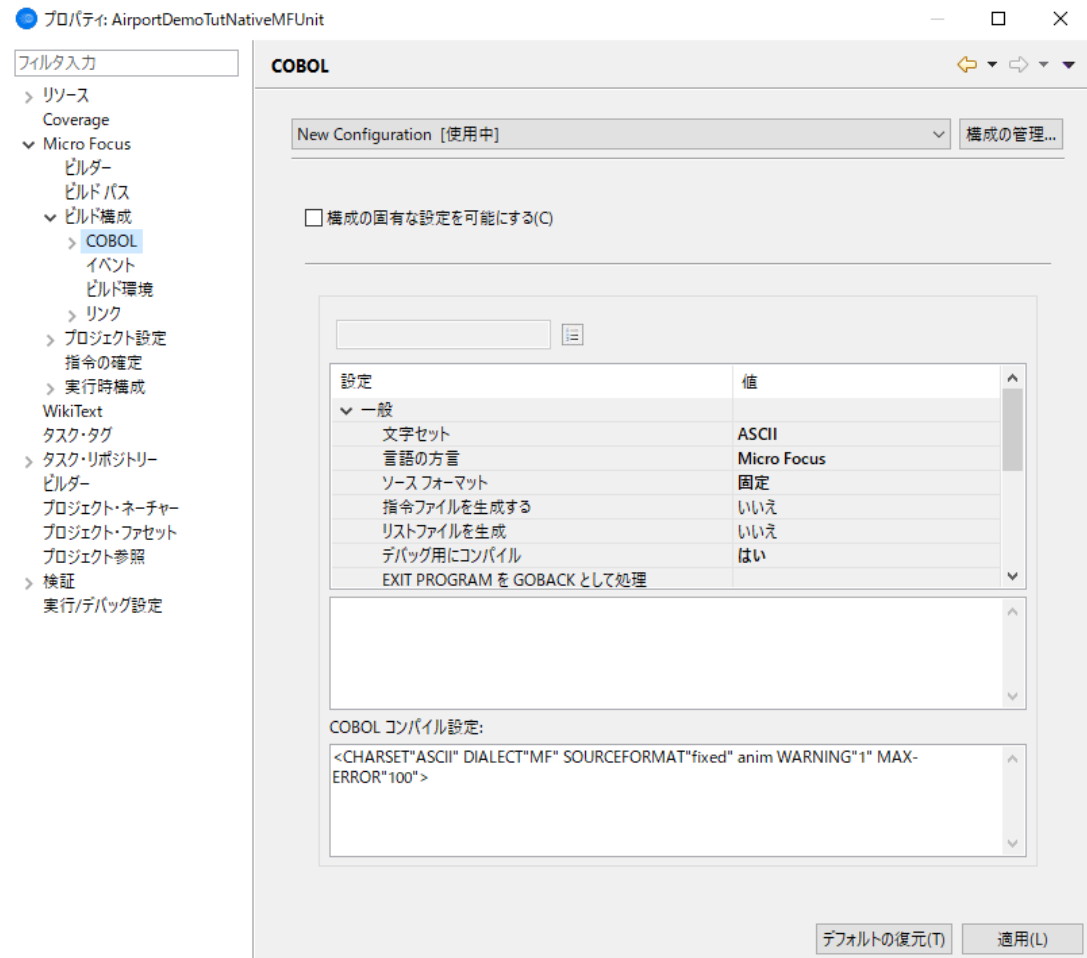 プロパティ: AirportDemoTutNativeMFUnit
フィルタ入力
リソース
Coverage
Micro Focus
ビルダー
ビルド パス
ビルド構成
COBOL
イベント
ビルド環境
リンク
プロジェクト設定
指令の確定
実行時構成
WikiText
タスク・タグ
タスク・リポジトリー
ビルダー
プロジェクト・ネーチャー
プロジェクト・ファセット
プロジェクト参照
検証
実行/デバッグ設定
COBOL
New Configuration [使用中]
構成の管理...
構成の固有な設定を可能にする(C)
設定 値
一般
文字セット ASCII
言語の方言 Micro Focus
ソース フォーマット 固定
指令ファイルを生成する いいえ
リストファイルを生成 いいえ
デバッグ用にコンパイル はい
EXIT PROGRAM を GOBACK として処理
COBOL コンパイル設定:
<CHARSET"ASCII" DIALECT"MF" SOURCEFORMAT"fixed" anim WARNING"1" MAX-
ERROR"100">
デフォルトの復元(T) 適用(L)